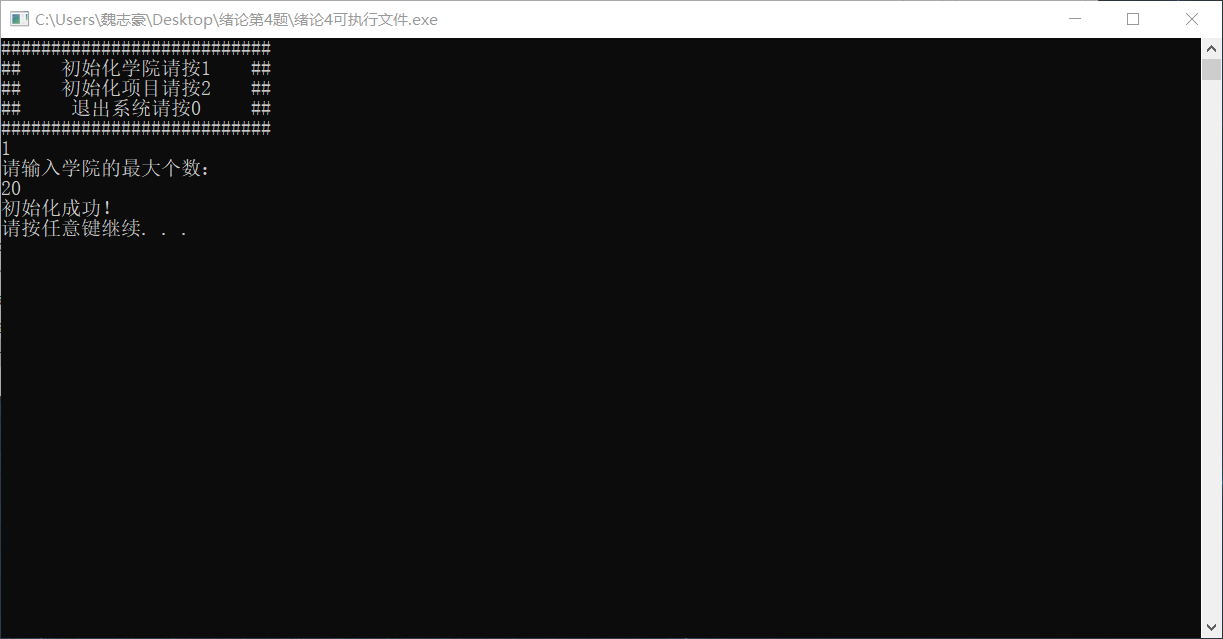 C:\Users\魏志豪\Desktop\绪论第4题\绪论4可执行文件.exe
###########################
##    初始化学院请按1    ##
##    初始化项目请按2    ##
##     退出系统请按0     ##
###########################
1
请输入学院的最大个数：
20
初始化成功！
请按任意键继续. . .